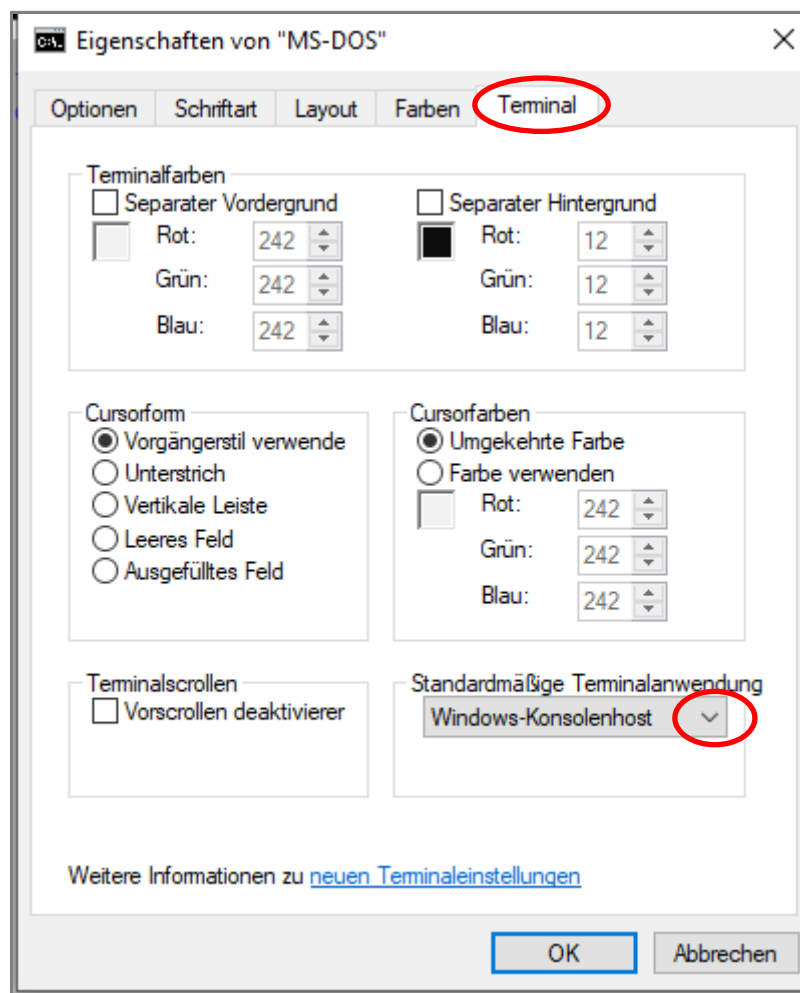 C:\.
Eigenschaften von "MS-DOS"
Optionen Schriftart Layout Farben Terminal
Terminalfarben
Separater Vordergrund Separater Hintergrund
Rot: 242 Rot: 12
Grün: 242 Grün: 12
Blau: 242 Blau: 12
Cursorform Cursorfarben
Vorgängerstil verwende Umgekehrte Farbe
Unterstrich Farbe verwenden
Vertikale Leiste Rot: 242
Leeres Feld Grün: 242
Ausgefülltes Feld Blau: 242
Terminalscrollen Standardmäßige Terminalanwendung
Vorscrollen deaktivierer Windows-Konsolenhost
Weitere Informationen zu neuen Terminaleinstellungen
OK Abbrechen